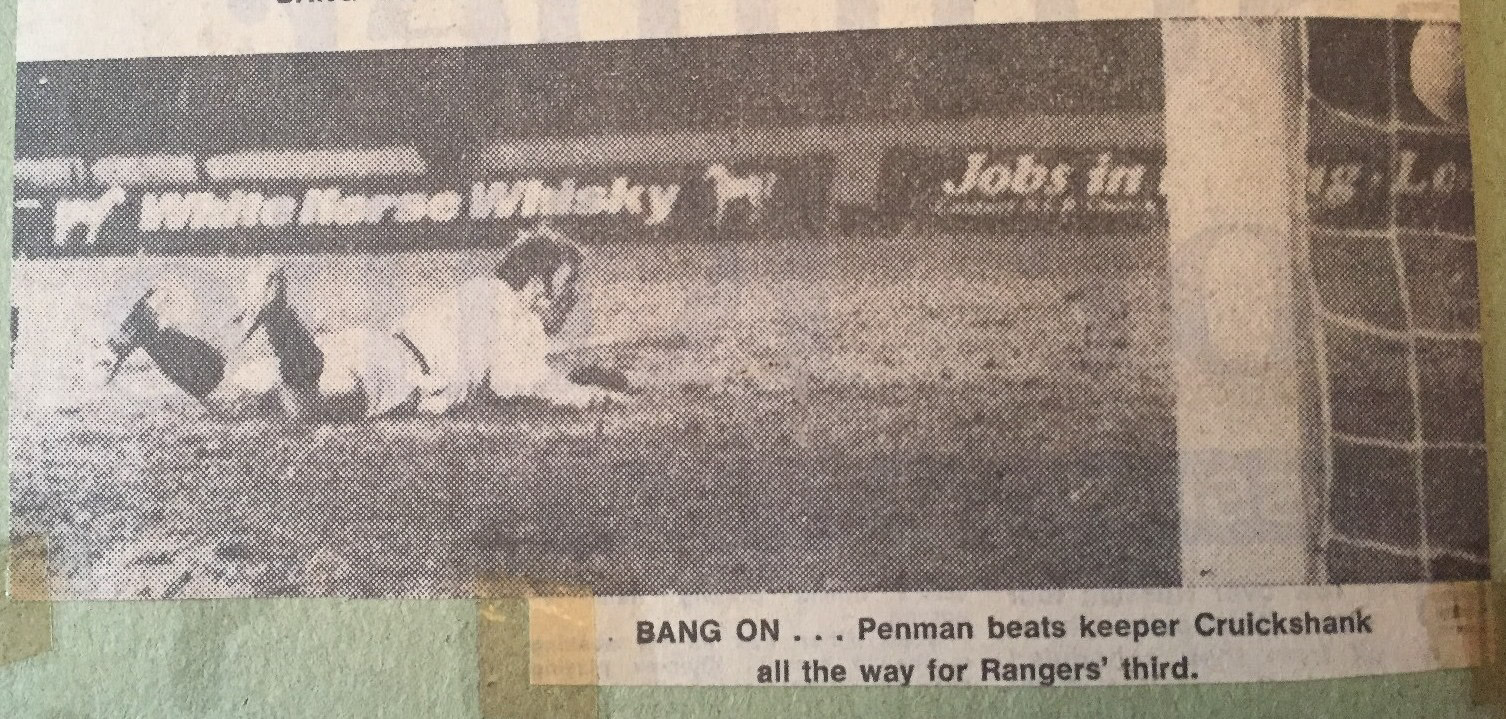 White Horse Whisky
Jobs in
BANG ON . . . Penman beats keeper Cruickshank
all the way for Rangers' third.